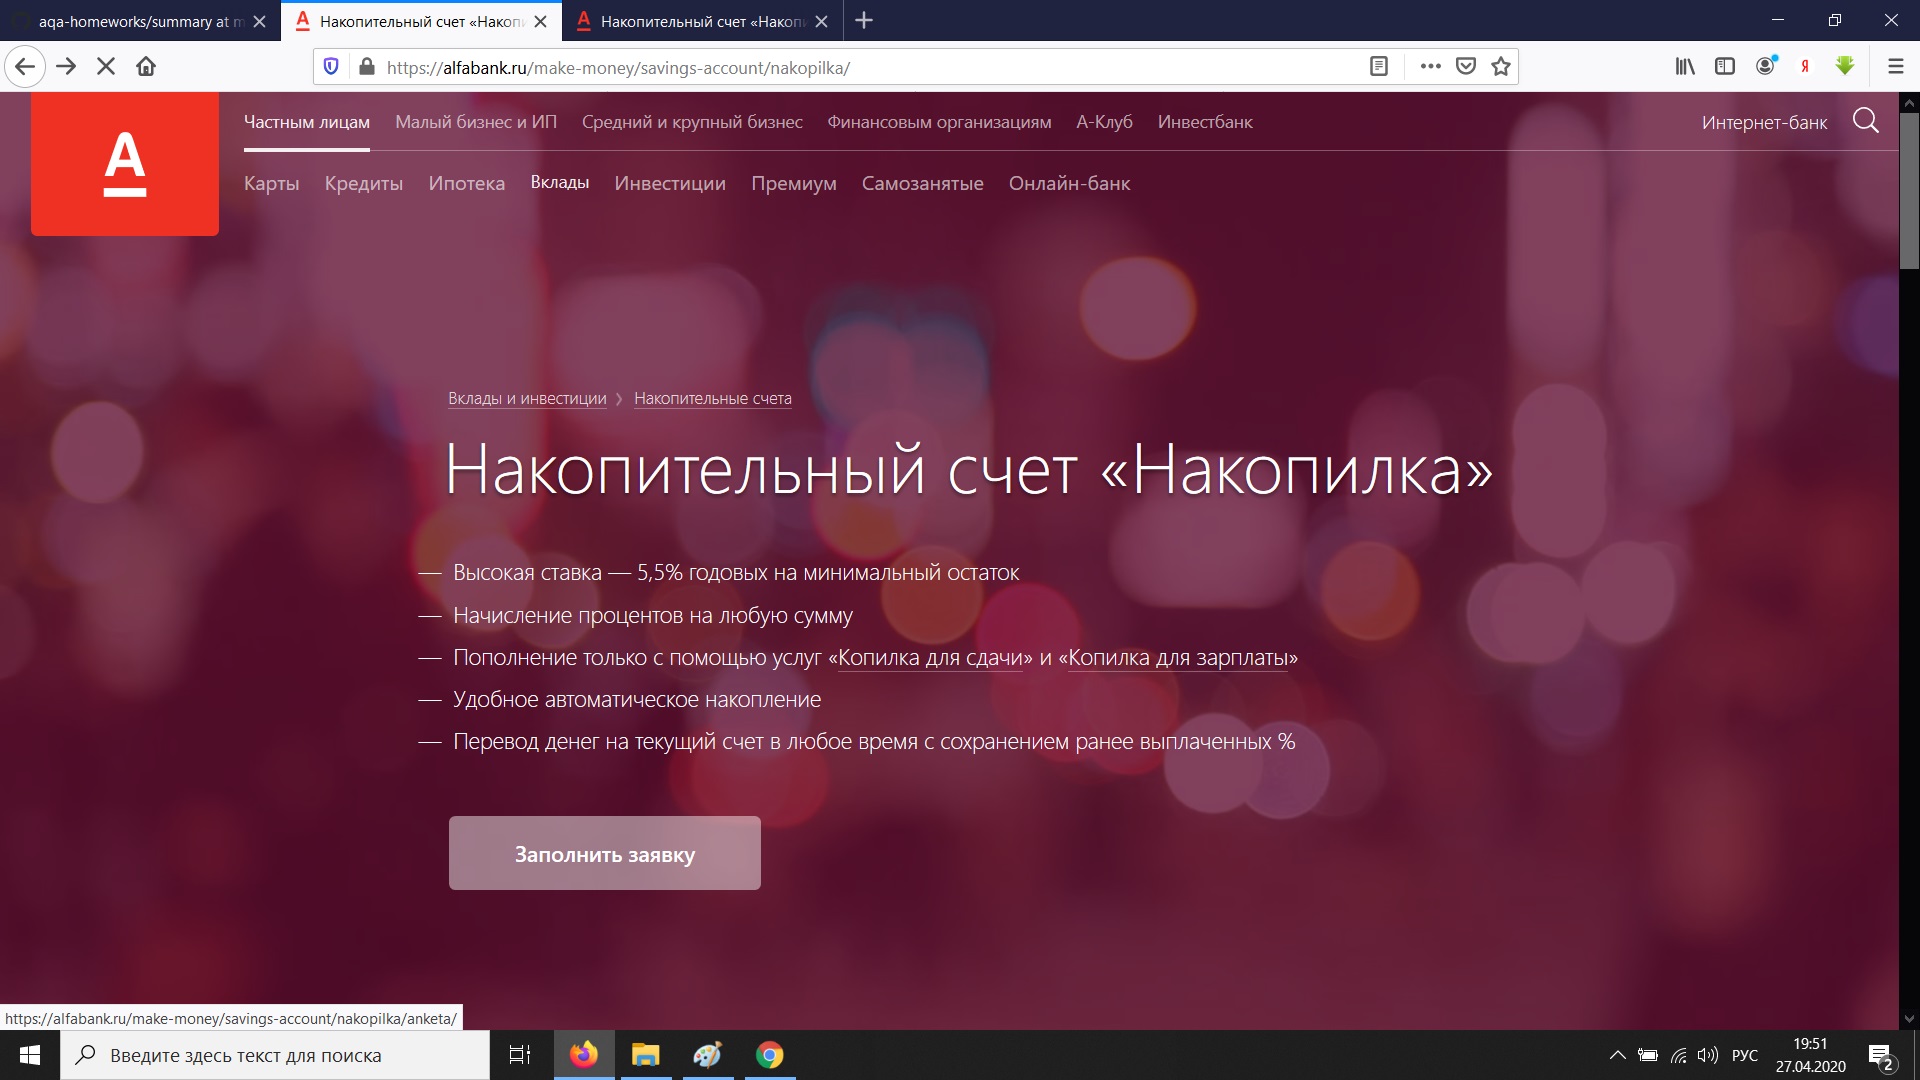 aqa-homeworks/summary at m
Накопительный счет «Накопи
Накопительный счет «Накопи
https://alfabank.ru/make-money/savings-account/nakopilka/
Я
А
Частным лицам Малый бизнес и ИП Средний и крупный бизнес Финансовым организациям А-Клуб Инвестбанк
Интернет-банк
Карты Кредиты Ипотека Вклады Инвестиции Премиум Самозанятые Онлайн-банк
Вклады и инвестиции › Накопительные счета
Накопительный счет «Накопилка»
— Высокая ставка — 5,5% годовых на минимальный остаток
— Начисление процентов на любую сумму
— Пополнение только с помощью услуг «Копилка для сдачи» и «Копилка для зарплаты»
— Удобное автоматическое накопление
— Перевод денег на текущий счет в любое время с сохранением ранее выплаченных %
Заполнить заявку
https://alfabank.ru/make-money/savings-account/nakopilka/anketa/
Введите здесь текст для поиска
РУС
19:51
27.04.2020
2